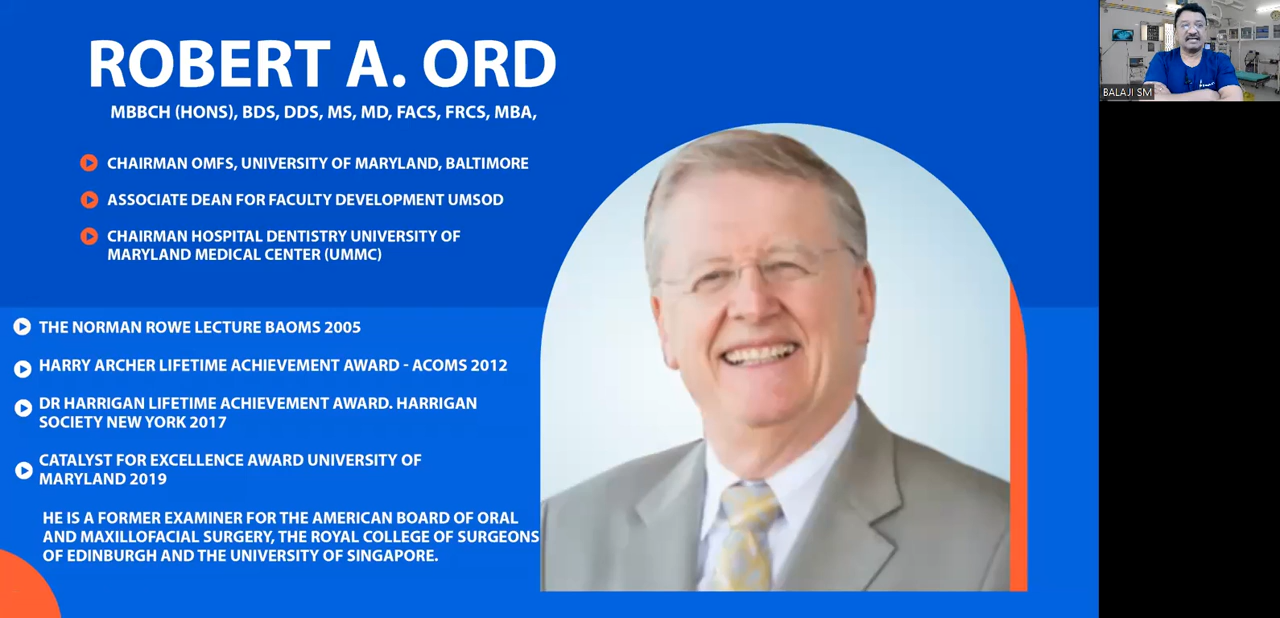 ROBERT A. ORD
MBBCH (HONS), BDS, DDS, MS, MD, FACS, FRCS, MBA,
CHAIRMAN OMFS, UNIVERSITY OF MARYLAND, BALTIMORE
ASSOCIATE DEAN FOR FACULTY DEVELOPMENT UMSOD
CHAIRMAN HOSPITAL DENTISTRY UNIVERSITY OF
MARYLAND MEDICAL CENTER (UMMC)
THE NORMAN ROWE LECTURE BAOMS 2005
HARRY ARCHER LIFETIME ACHIEVEMENT AWARD - ACOMS 2012
DR HARRIGAN LIFETIME ACHIEVEMENT AWARD. HARRIGAN
SOCIETY NEW YORK 2017
CATALYST FOR EXCELLENCE AWARD UNIVERSITY OF
MARYLAND 2019
HE IS A FORMER EXAMINER FOR THE AMERICAN BOARD OF ORAL
AND MAXILLOFACIAL SURGERY, THE ROYAL COLLEGE OF SURGEONS
OF EDINBURGH AND THE UNIVERSITY OF SINGAPORE.
BALAJI SM